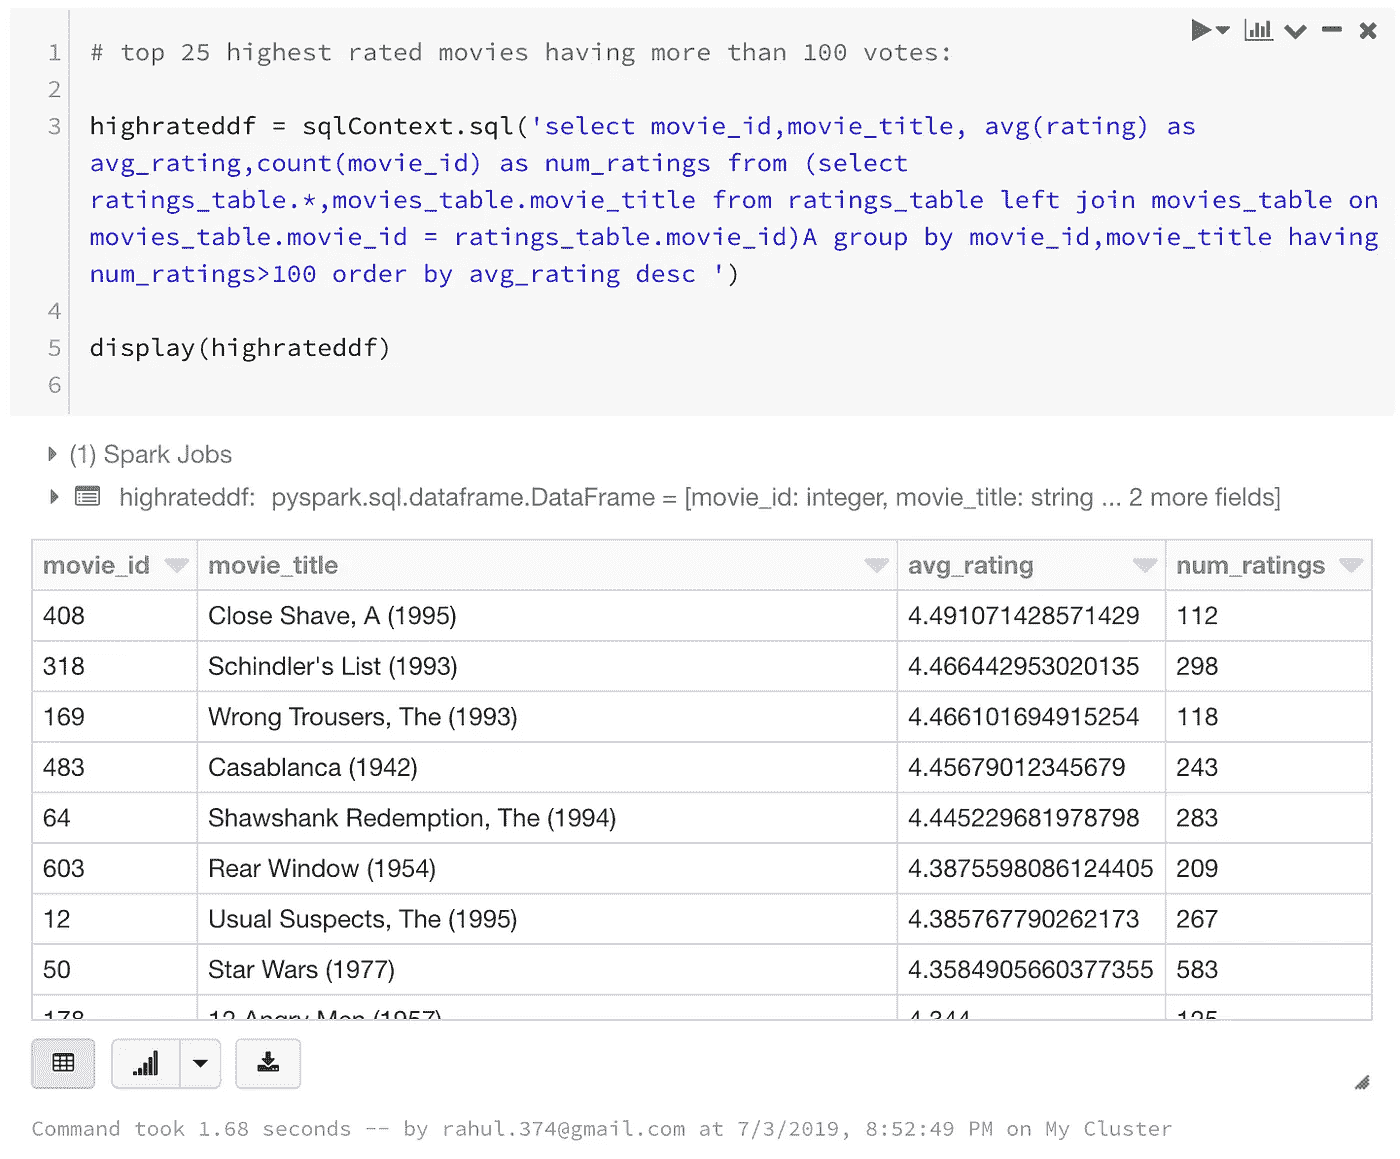 1 # top 25 highest rated movies having more than 100 votes:
2
3 highrateddf = sqlContext.sql('select movie_id,movie_title, avg(rating) as
avg_rating,count(movie_id) as num_ratings from (select
ratings_table.*,movies_table.movie_title from ratings_table left join movies_table on
movies_table.movie_id = ratings_table.movie_id)A group by movie_id,movie_title having
num_ratings>100 order by avg_rating desc ')
4
5 display(highrateddf)
6
(1) Spark Jobs
highrateddf: pyspark.sql.dataframe.DataFrame = [movie_id: integer, movie_title: string ... 2 more fields]
movie_id movie_title avg_rating num_ratings
408 Close Shave, A (1995) 4.491071428571429 112
318 Schindler's List (1993) 4.466442953020135 298
169 Wrong Trousers, The (1993) 4.466101694915254 118
483 Casablanca (1942) 4.45679012345679 243
64 Shawshank Redemption, The (1994) 4.445229681978798 283
603 Rear Window (1954) 4.3875598086124405 209
12 Usual Suspects, The (1995) 4.385767790262173 267
50 Star Wars (1977) 4.3584905660377355 583
178 12 Angry Men (1957) 4.344 125
Command took 1.68 seconds -- by rahul.374@gmail.com at 7/3/2019, 8:52:49 PM on My Cluster